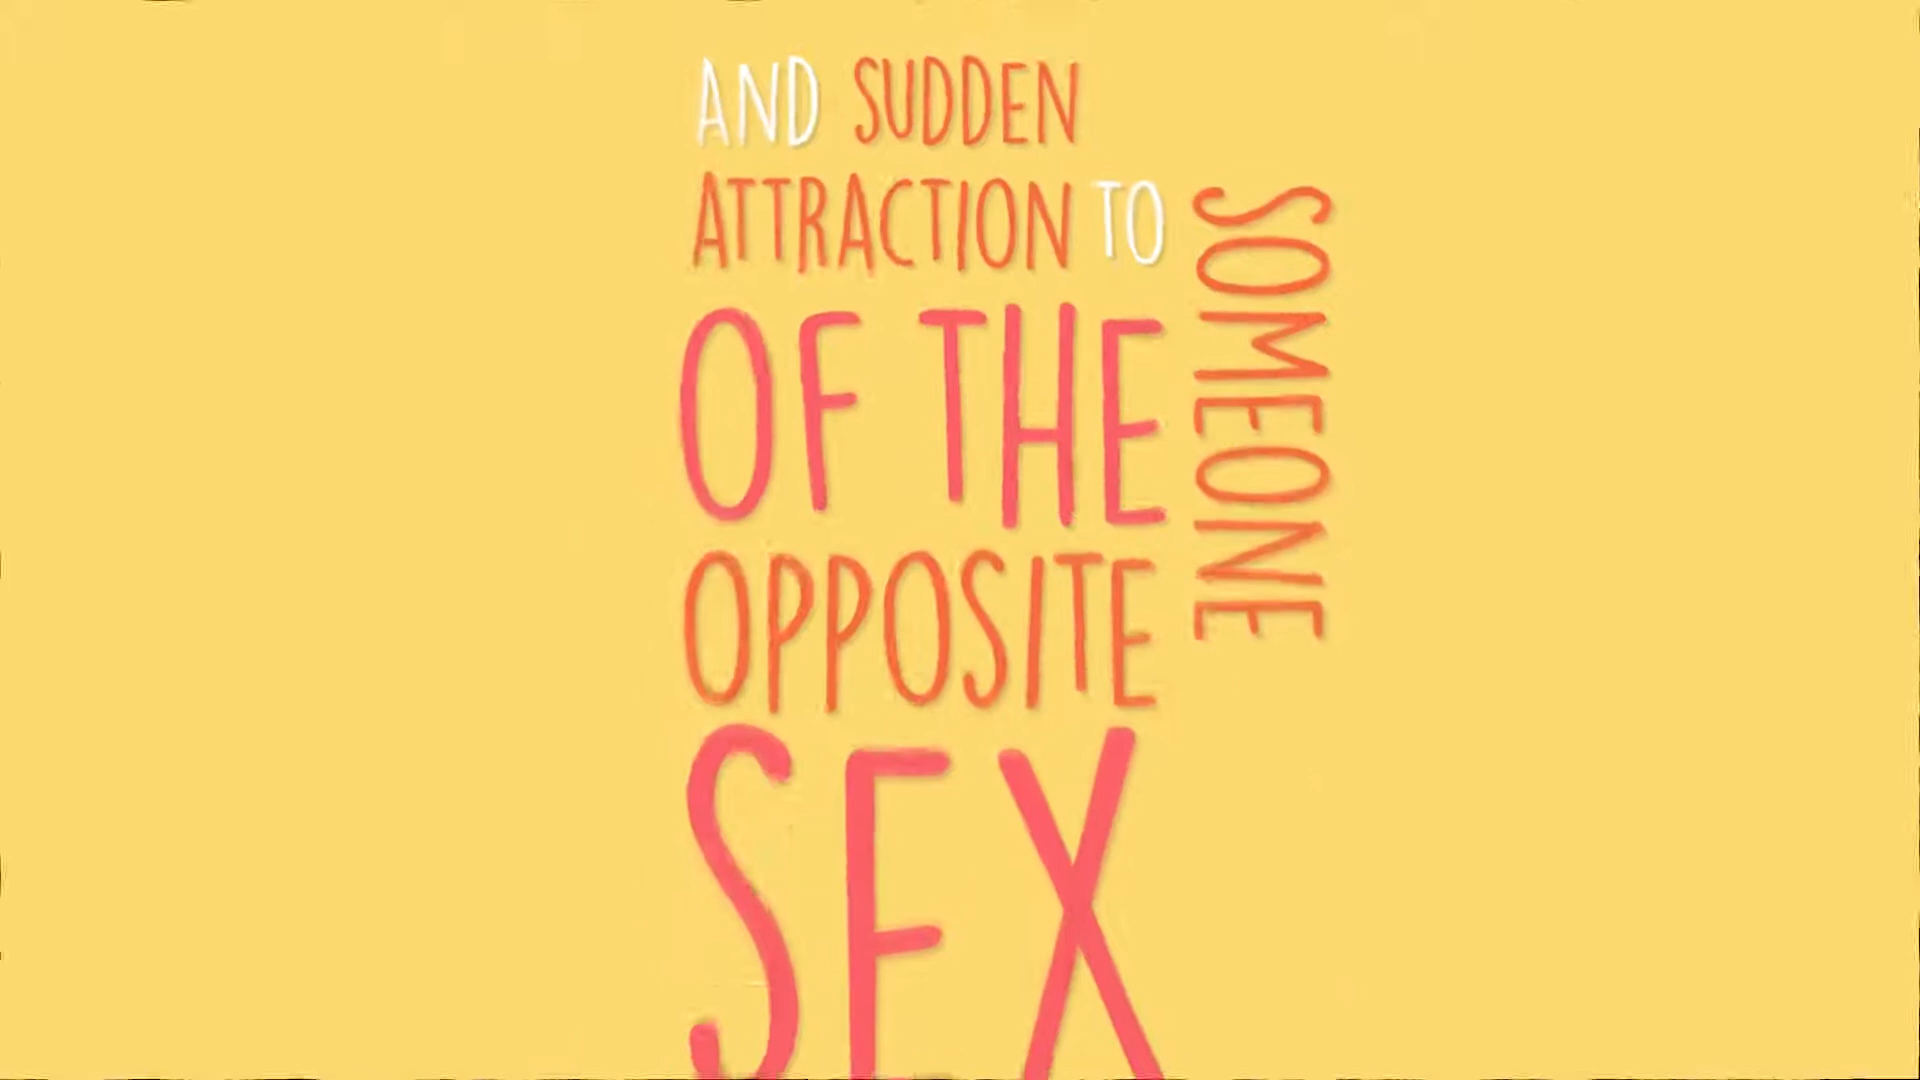 AND SUDDEN
ATTRACTION TO
SOMEONE
OF THE
OPPOSITE
SEX